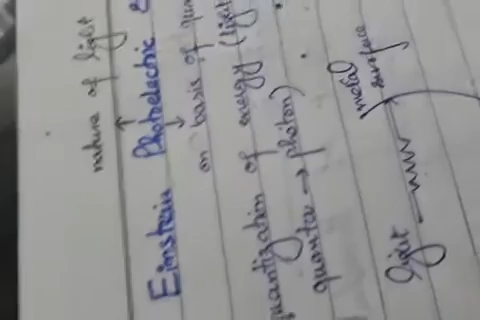 nature of light
Einstein Photoelectric
on basis of
quantization of energy (light
quanta → photon)
metal
surface
light